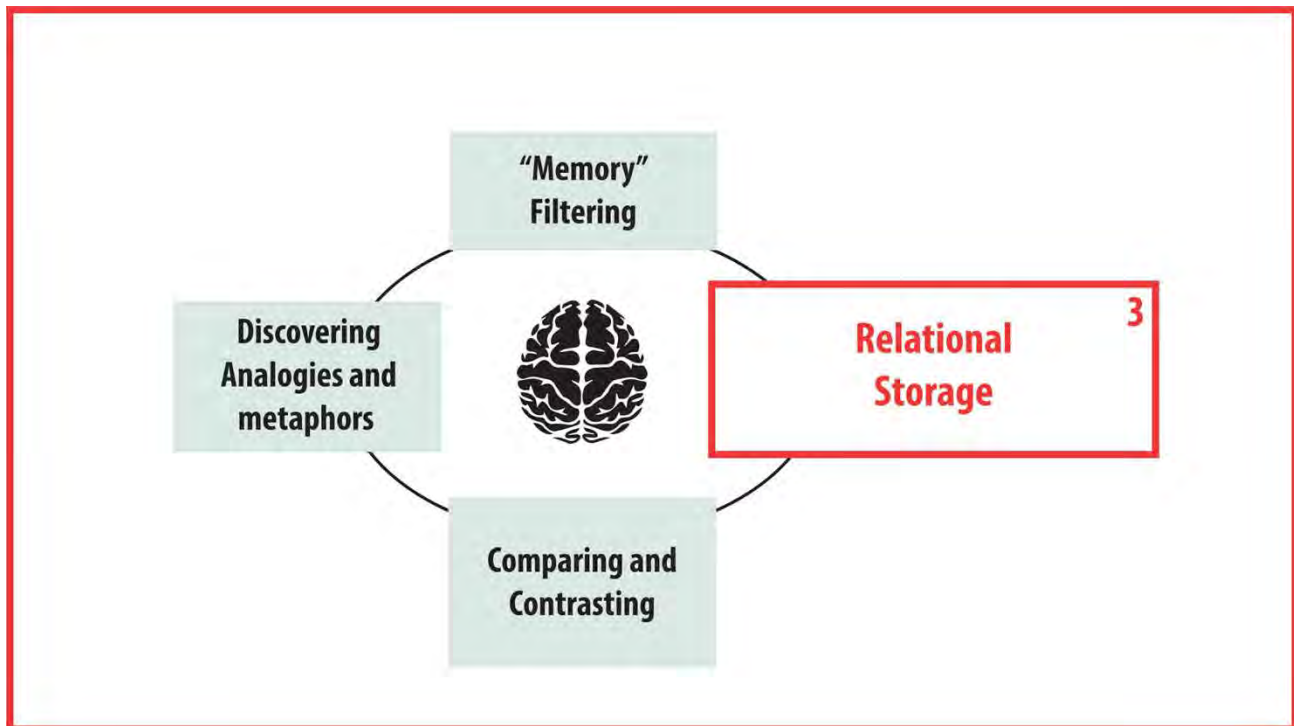 “Memory”
Filtering
Discovering
Analogies and
metaphors
3
Relational
Storage
Comparing and
Contrasting